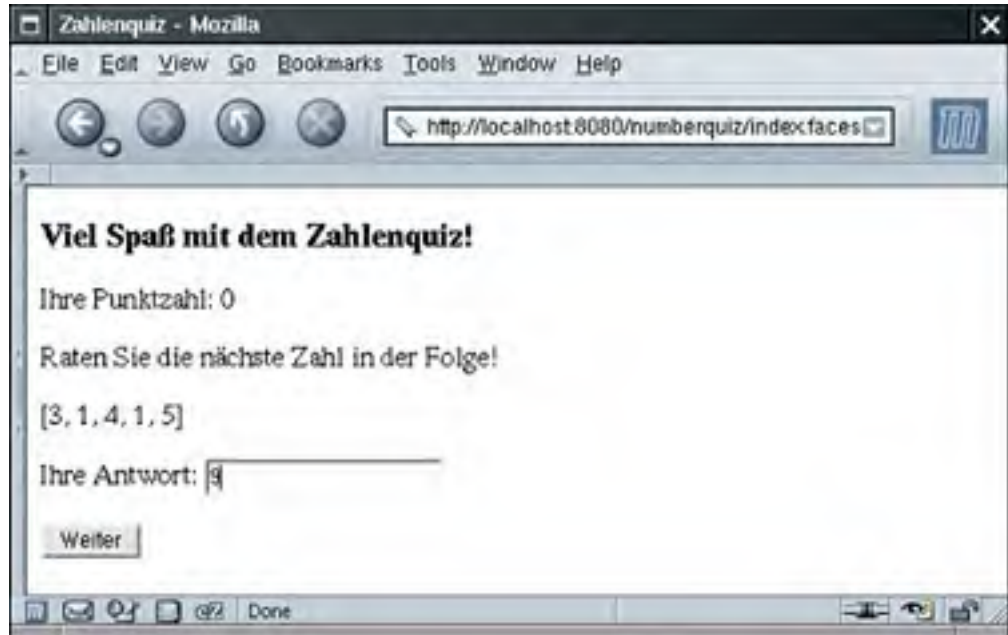 Zahlenquiz - Mozilla
File Edit View Go Bookmarks Tools Window Help
http://localhost:8080/numberquiz/index.faces
Viel Spaß mit dem Zahlenquiz!
Ihre Punktzahl: 0
Raten Sie die nächste Zahl in der Folge!
[3, 1, 4, 1, 5]
Ihre Antwort: 9
Weiter
Done